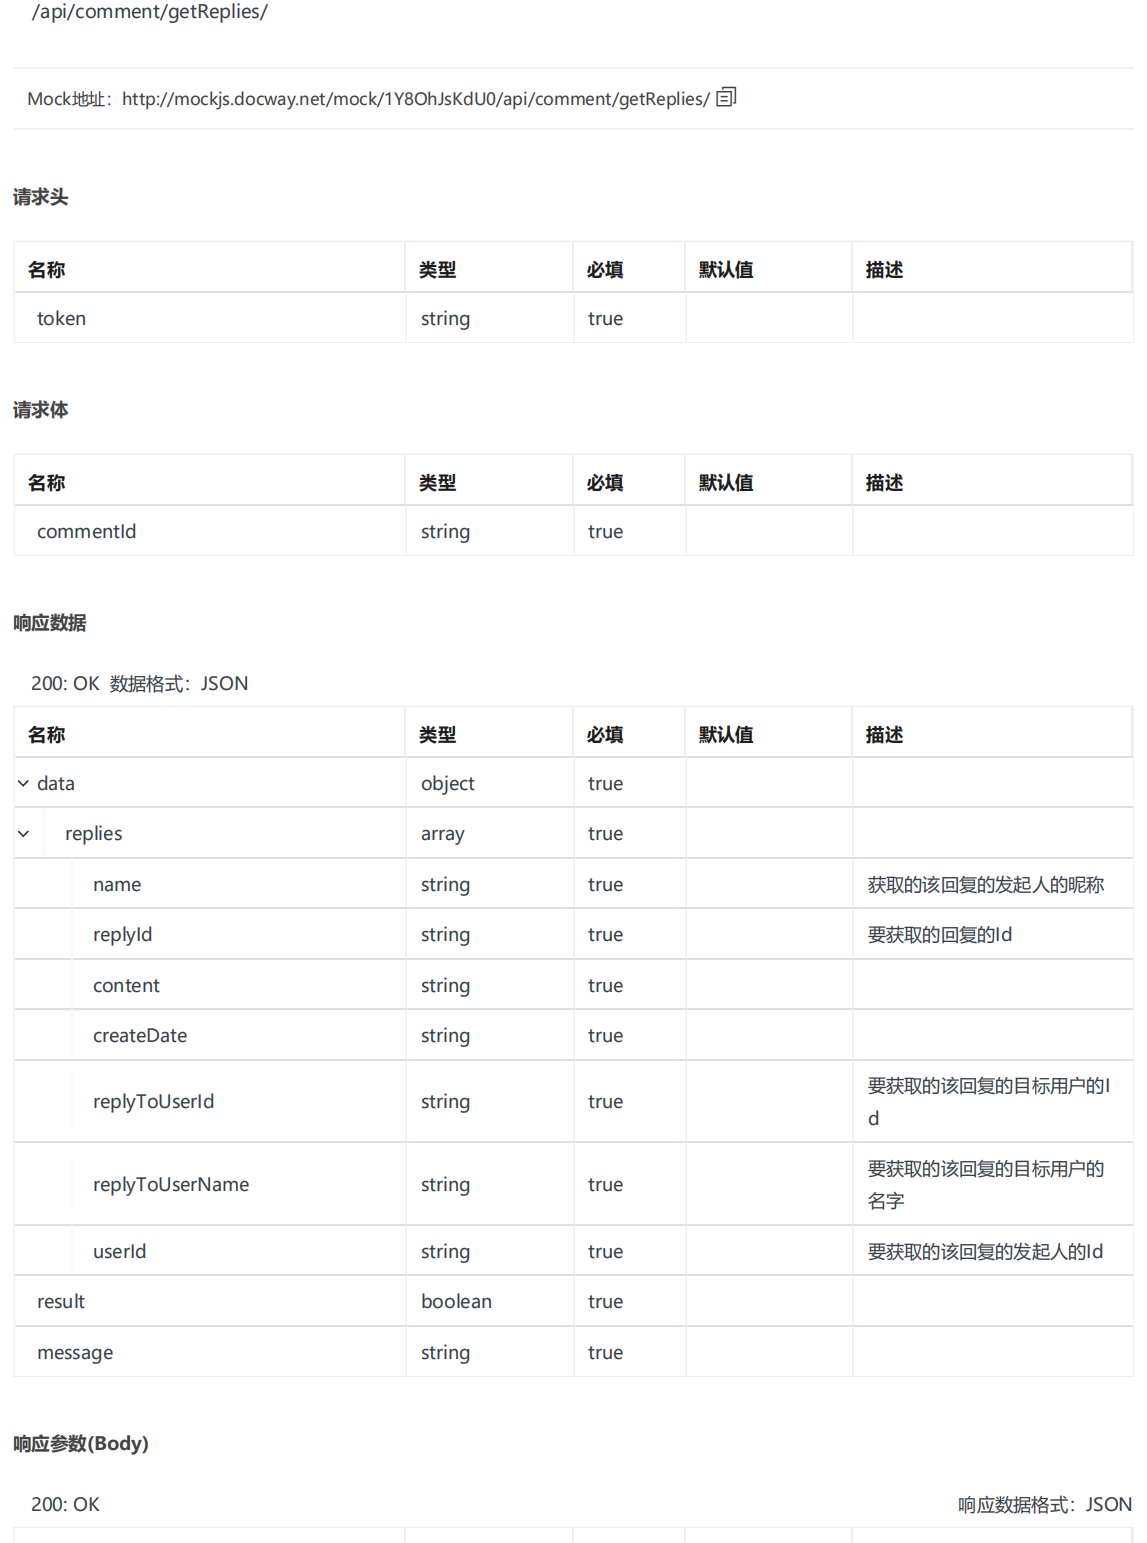 /api/comment/getReplies/
Mock地址：http://mockjs.docway.net/mock/1Y8OhJsKdU0/api/comment/getReplies/
请求头
名称 类型 必填 默认值 描述
token string true
请求体
名称 类型 必填 默认值 描述
commentId string true
响应数据
200: OK 数据格式：JSON
名称 类型 必填 默认值 描述
data object true
replies array true
name string true 获取的该回复的发起人的昵称
replyId string true 要获取的回复的Id
content string true
createDate string true
replyToUserId string true 要获取的该回复的目标用户的I
d
replyToUserName string true 要获取的该回复的目标用户的
名字
userId string true 要获取的该回复的发起人的Id
result boolean true
message string true
响应参数(Body)
200: OK 响应数据格式：JSON